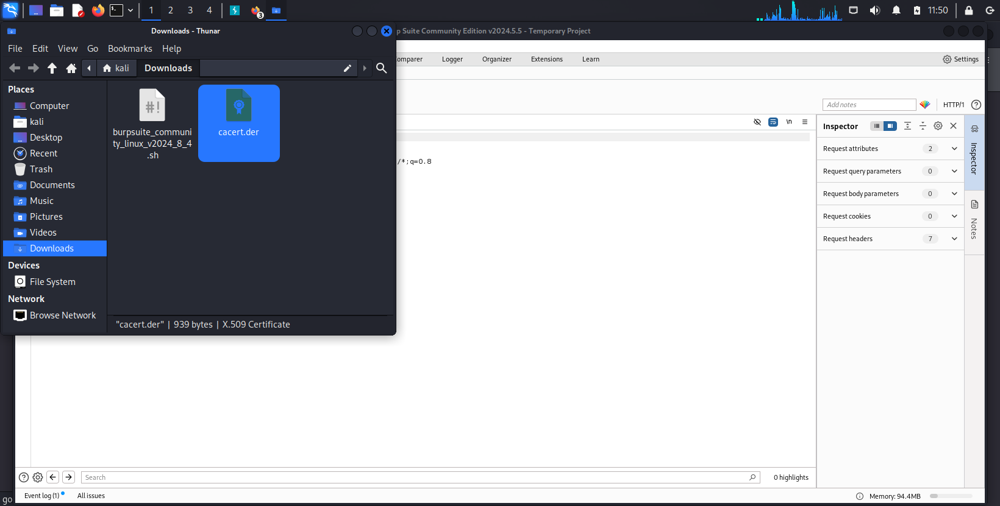 1
2
3
4
3
11:50
Downloads - Thunar
p Suite Community Edition v2024.5.5 - Temporary Project
File
Edit
View
Go
Bookmarks
Help
omparer
Logger
Organizer
Extensions
Learn
Settings
kali
Downloads
Places
Computer
kali
Desktop
Recent
Trash
Documents
Music
Pictures
Videos
Downloads
Devices
File System
Network
Browse Network
#!
burpsuite_communi
ty_linux_v2024_8_4
.sh
cacert.der
"cacert.der" | 939 bytes | X.509 Certificate
Add notes
HTTP/1
\n
/*;q=0.8
Inspector
Request attributes
2
Request query parameters
0
Request body parameters
0
Request cookies
0
Request headers
7
Inspector
Notes
Search
0 highlights
Event log (1)
All issues
Memory: 94.4MB
go